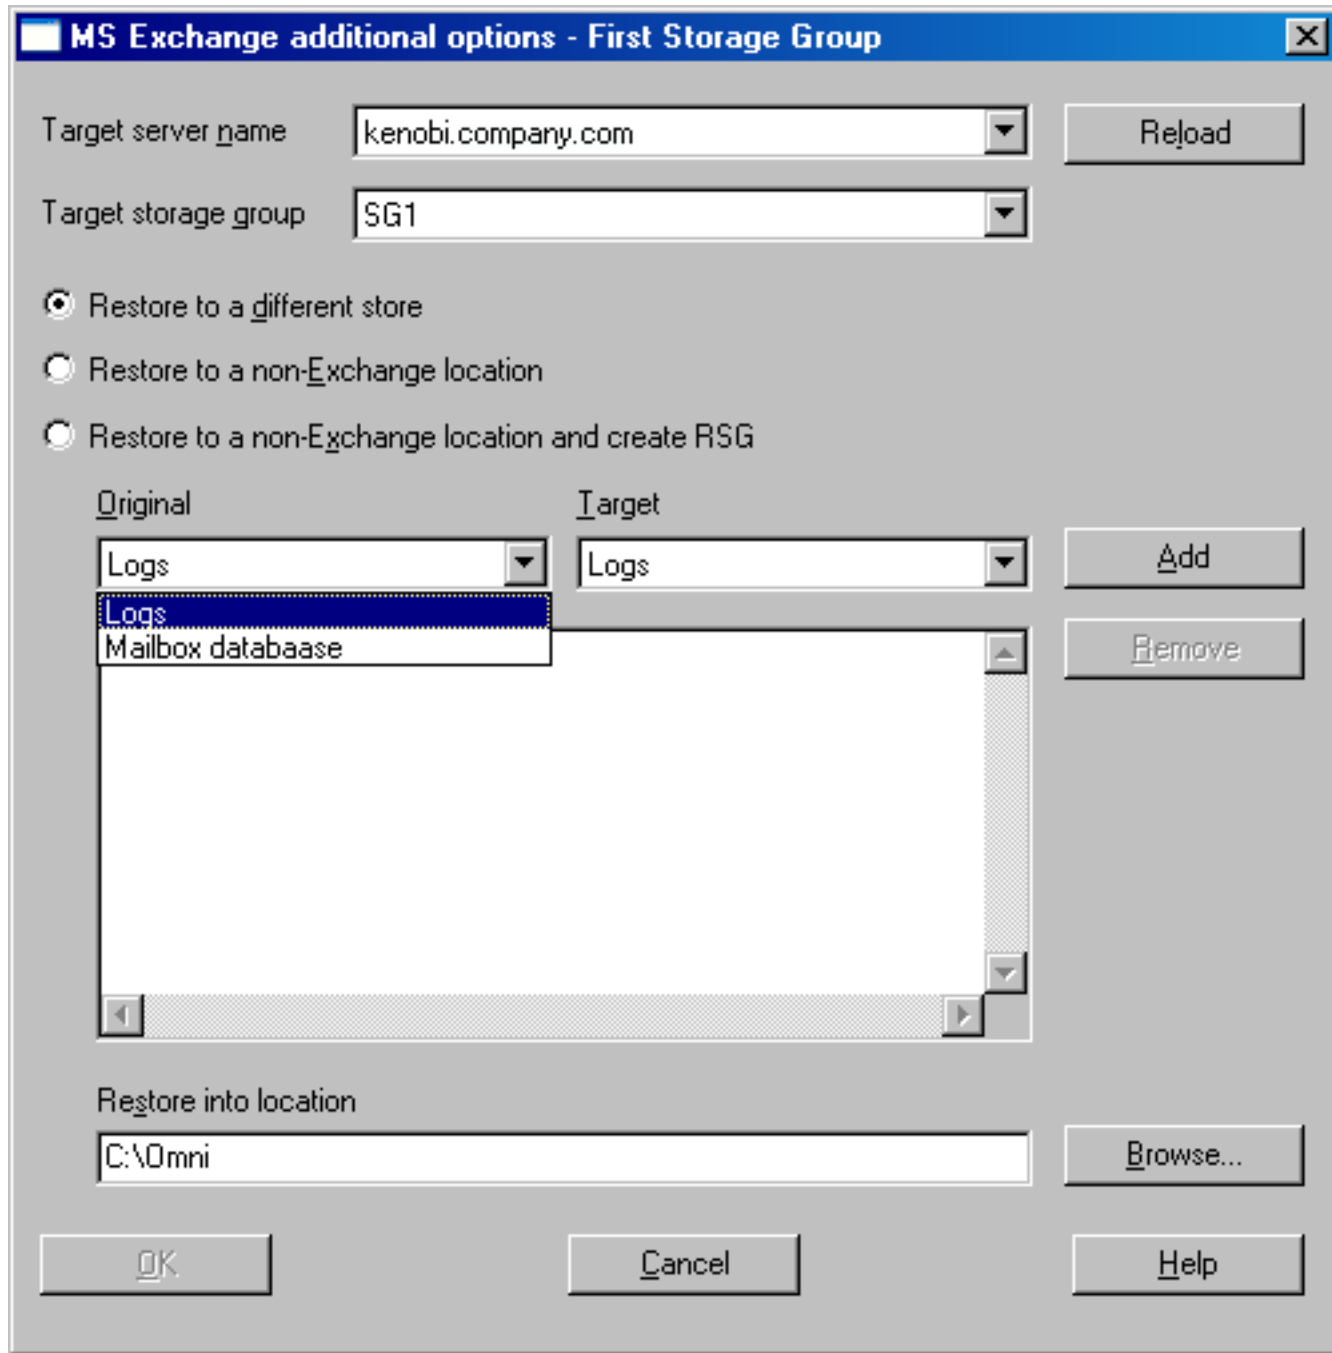 MS Exchange additional options - First Storage Group
Target server name kenobi.company.com Reload
Target storage group SG1
Restore to a different store
Restore to a non-Exchange location
Restore to a non-Exchange location and create RSG
Original Target
Logs Logs Add
Logs
Mailbox databaase Remove
Restore into location
C:\Omni Browse...
OK Cancel Help